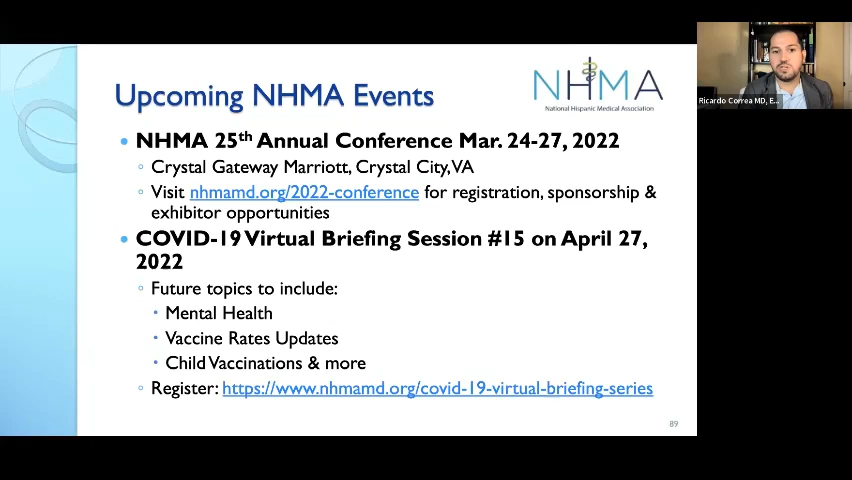 Upcoming NHMA Events
NHMA
National Hispanic Medical Association
Ricardo Correa MD, E...
• NHMA 25th Annual Conference Mar. 24-27, 2022
◦ Crystal Gateway Marriott, Crystal City, VA
◦ Visit nhmamd.org/2022-conference for registration, sponsorship &
exhibitor opportunities
• COVID-19 Virtual Briefing Session #15 on April 27,
2022
◦ Future topics to include:
▪ Mental Health
▪ Vaccine Rates Updates
▪ Child Vaccinations & more
◦ Register: https://www.nhmamd.org/covid-19-virtual-briefing-series
89